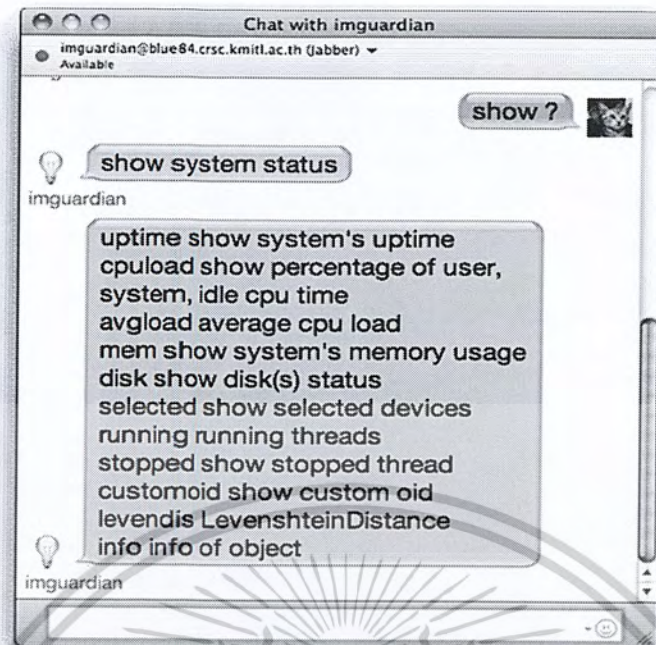 Chat with imguardian
imguardian@blue84.crsc.kmitl.ac.th (Jabber)
Available
show ?
show system status
imguardian
uptime show system's uptime
cpuload show percentage of user,
system, idle cpu time
avgload average cpu load
mem show system's memory usage
disk show disk(s) status
selected show selected devices
running running threads
stopped show stopped thread
customoid show custom oid
levendis LevenshteinDistance
info info of object
imguardian